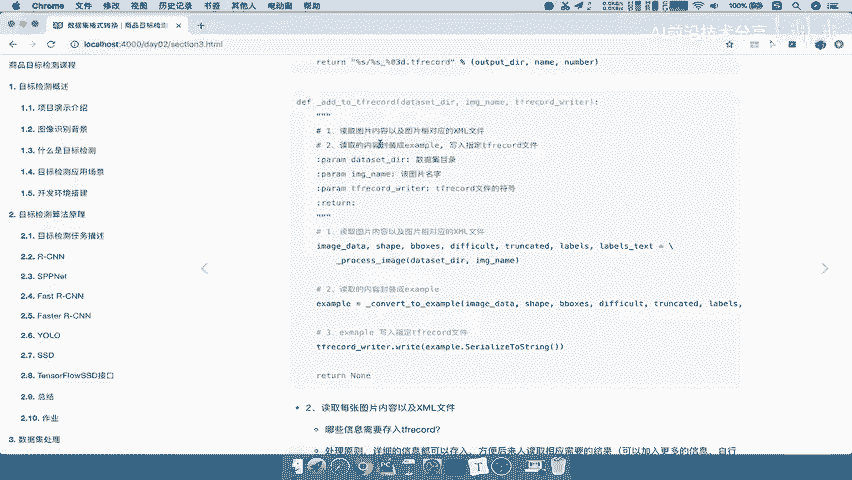 Chrome 文件 修改 视图 历史记录 书签 其他人 电动窗 帮助
100%
数据集格式转换 | 商品目标检测
AI前沿技术分享
localhost:4000/day02/section3.html
商品目标检测课程
1. 目标检测概述
1.1. 项目演示介绍
1.2. 图像识别背景
1.3. 什么是目标检测
1.4. 目标检测应用场景
1.5. 开发环境搭建
2. 目标检测算法原理
2.1. 目标检测任务描述
2.2. R-CNN
2.3. SPPNet
2.4. Fast R-CNN
2.5. Faster R-CNN
2.6. YOLO
2.7. SSD
2.8. TensorFlowSSD接口
2.9. 总结
2.10. 作业
3. 数据集处理
return "%s/%s_%03d.tfrecord" % (output_dir, name, number)
def _add_to_tfrecord(dataset_dir, img_name, tfrecord_writer):
"""
# 1、读取图片内容以及图片相对应的XML文件
# 2、读取的内容封装成example, 写入指定tfrecord文件
:param dataset_dir: 数据集目录
:param img_name: 该图片名字
:param tfrecord_writer: tfrecord文件的符号
:return:
"""
# 1、读取图片内容以及图片相对应的XML文件
image_data, shape, bboxes, difficult, truncated, labels, labels_text = \
_process_image(dataset_dir, img_name)
# 2、读取的内容封装成example
example = _convert_to_example(image_data, shape, bboxes, difficult, truncated, labels,
# 3、exmaple 写入指定tfrecord文件
tfrecord_writer.write(example.SerializeToString())
return None
2、读取每张图片内容以及XML文件
哪些信息需要存入tfrecord?
处理原则，详细的信息都可以存入，方便后来人读取相应需要的结果（可以加入更多的信息，自行